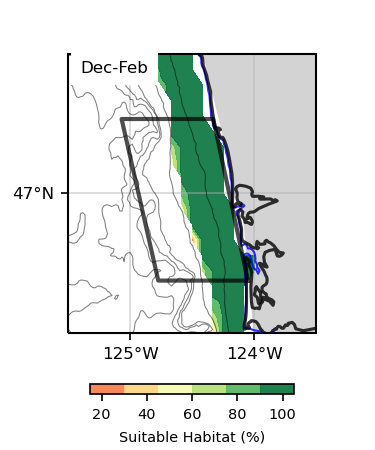 Dec-Feb
47°N
125°W 124°W
20 40 60 80 100
Suitable Habitat (%)